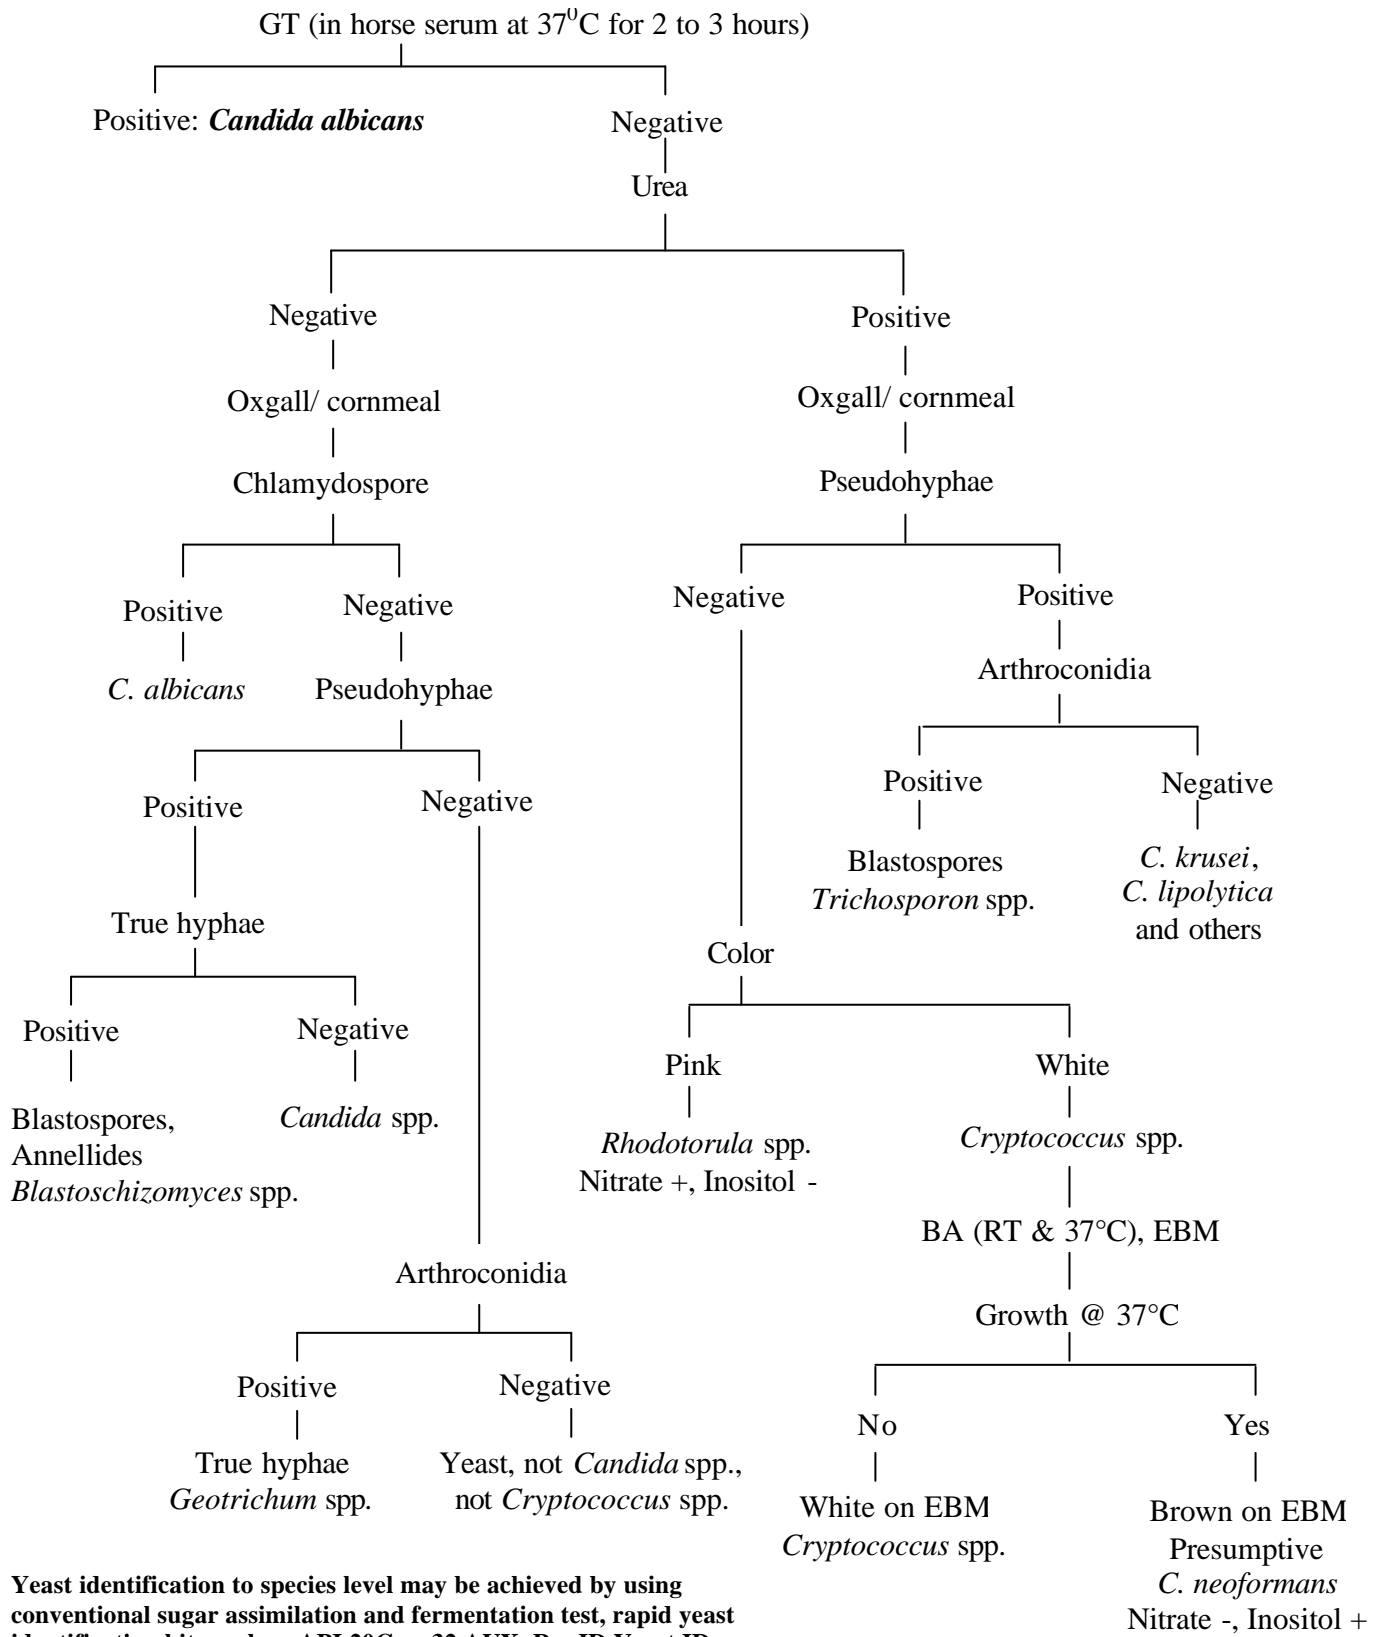 GT (in horse serum at 37⁰C for 2 to 3 hours)
Positive: Candida albicans
Negative
Urea
Negative
Positive
Oxgall/ cornmeal
Oxgall/ cornmeal
Chlamydospore
Pseudohyphae
Positive
Negative
Negative
Positive
C. albicans
Pseudohyphae
Arthroconidia
Positive
Negative
Positive
Negative
Blastospores
Trichosporon spp.
C. krusei,
C. lipolytica
and others
True hyphae
Color
Positive
Negative
Pink
White
Blastospores,
Annellides
Blastoschizomyces spp.
Candida spp.
Rhodotorula spp.
Nitrate +, Inositol -
Cryptococcus spp.
BA (RT & 37°C), EBM
Arthroconidia
Growth @ 37°C
Positive
Negative
No
Yes
True hyphae
Geotrichum spp.
Yeast, not Candida spp.,
not Cryptococcus spp.
White on EBM
Cryptococcus spp.
Brown on EBM
Presumptive
C. neoformans
Nitrate -, Inositol +
Yeast identification to species level may be achieved by using
conventional sugar assimilation and fermentation test, rapid yeast